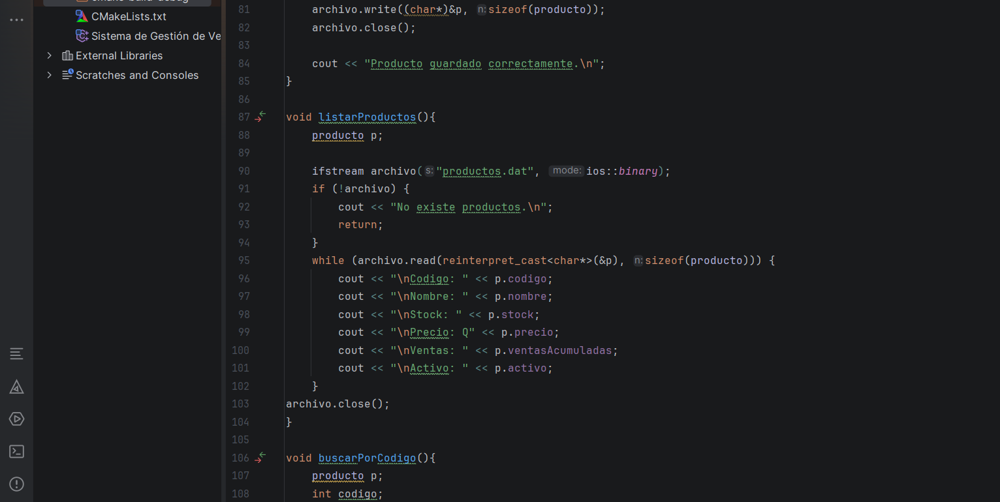 CMakeLists.txt
Sistema de Gestión de Ve
External Libraries
Scratches and Consoles
81 archivo.write((char*)&p, n: sizeof(producto));
82 archivo.close();
83
84 cout << "Producto guardado correctamente.\n";
85 }
86
87 void listarProductos(){
88 producto p;
89
90 ifstream archivo( s: "productos.dat", mode: ios::binary);
91 if (!archivo) {
92 cout << "No existe productos.\n";
93 return;
94 }
95 while (archivo.read(reinterpret_cast<char*>(&p), n: sizeof(producto))) {
96 cout << "\nCodigo: " << p.codigo;
97 cout << "\nNombre: " << p.nombre;
98 cout << "\nStock: " << p.stock;
99 cout << "\nPrecio: Q" << p.precio;
100 cout << "\nVentas: " << p.ventasAcumuladas;
101 cout << "\nActivo: " << p.activo;
102 }
103 archivo.close();
104 }
105
106 void buscarPorCodigo(){
107 producto p;
108 int codigo;